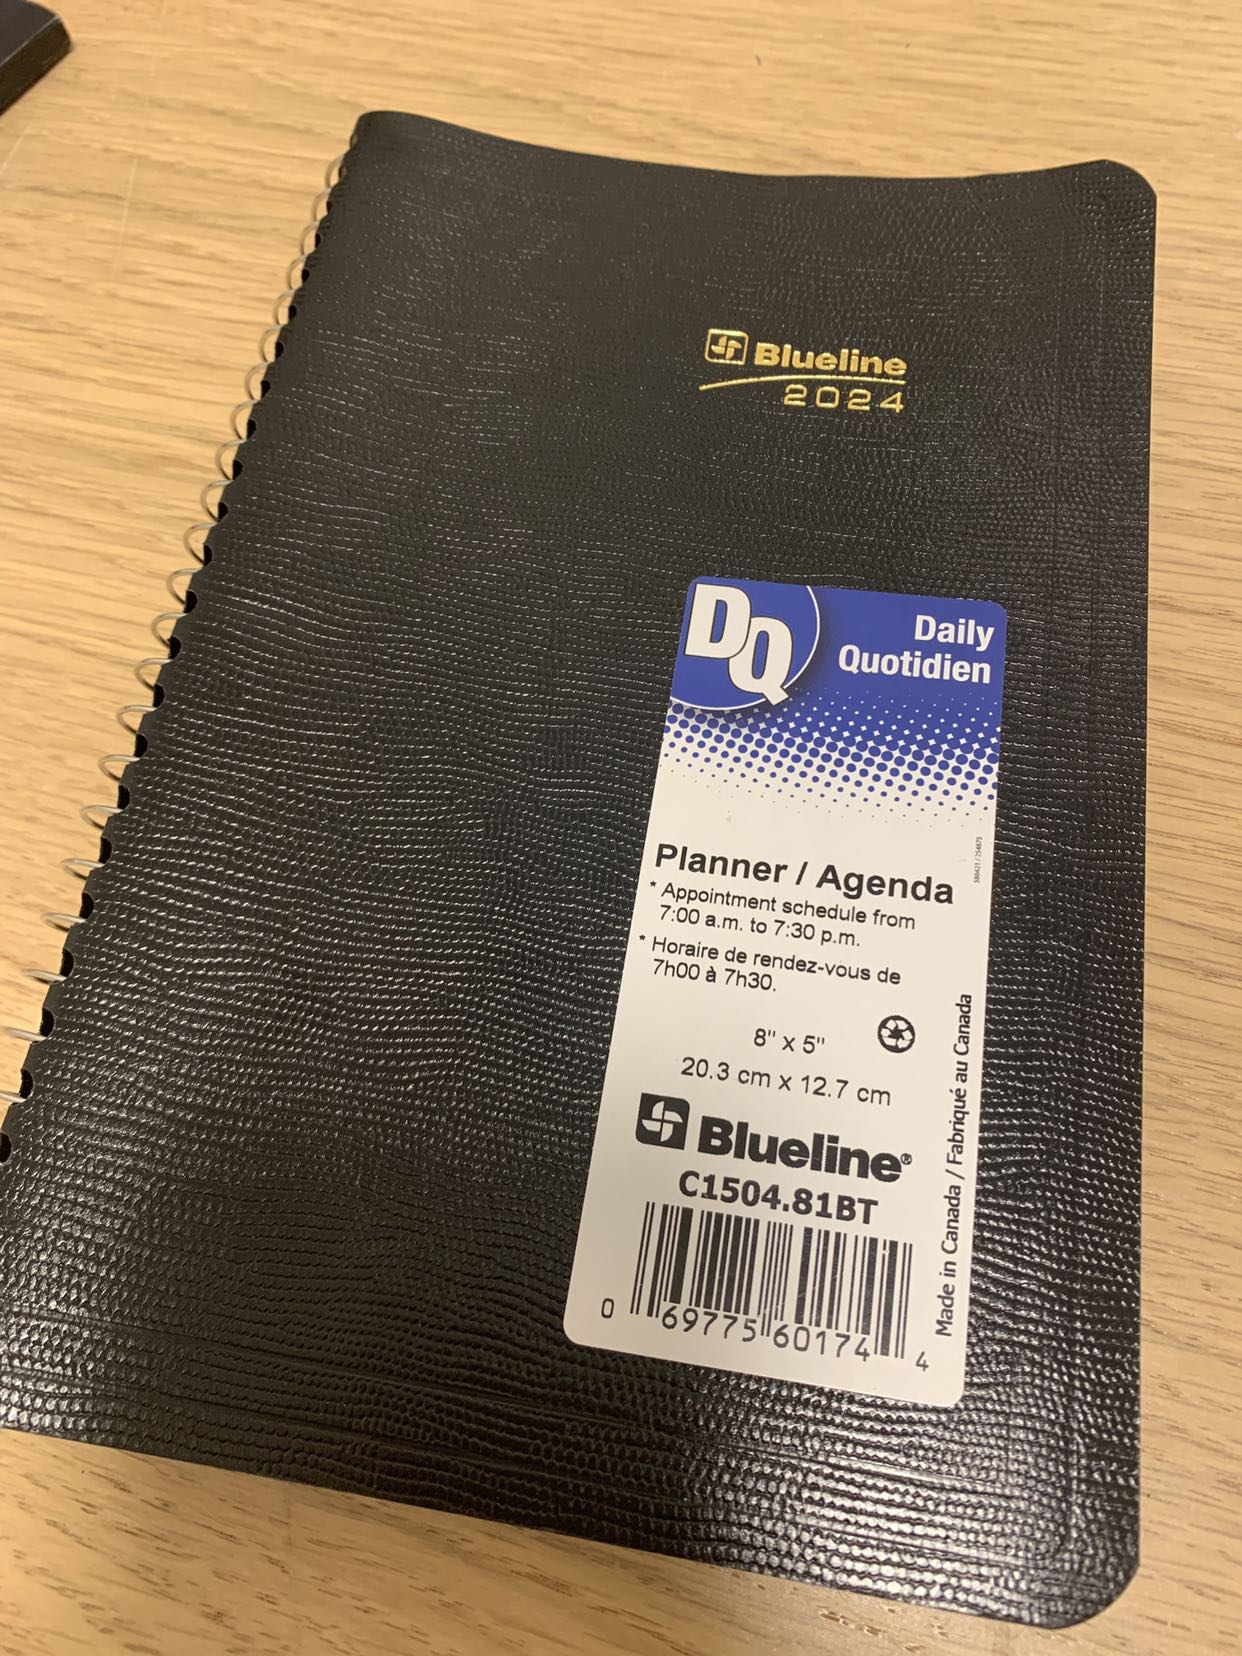 Blueline
2024
DQ
Daily
Quotidien
Planner / Agenda
* Appointment schedule from
7:00 a.m. to 7:30 p.m.
* Horaire de rendez-vous de
7h00 à 7h30.
8" x 5"
20.3 cm x 12.7 cm
Blueline®
C1504.81BT
0 69775 60174 4
Made in Canada / Fabriqué au Canada